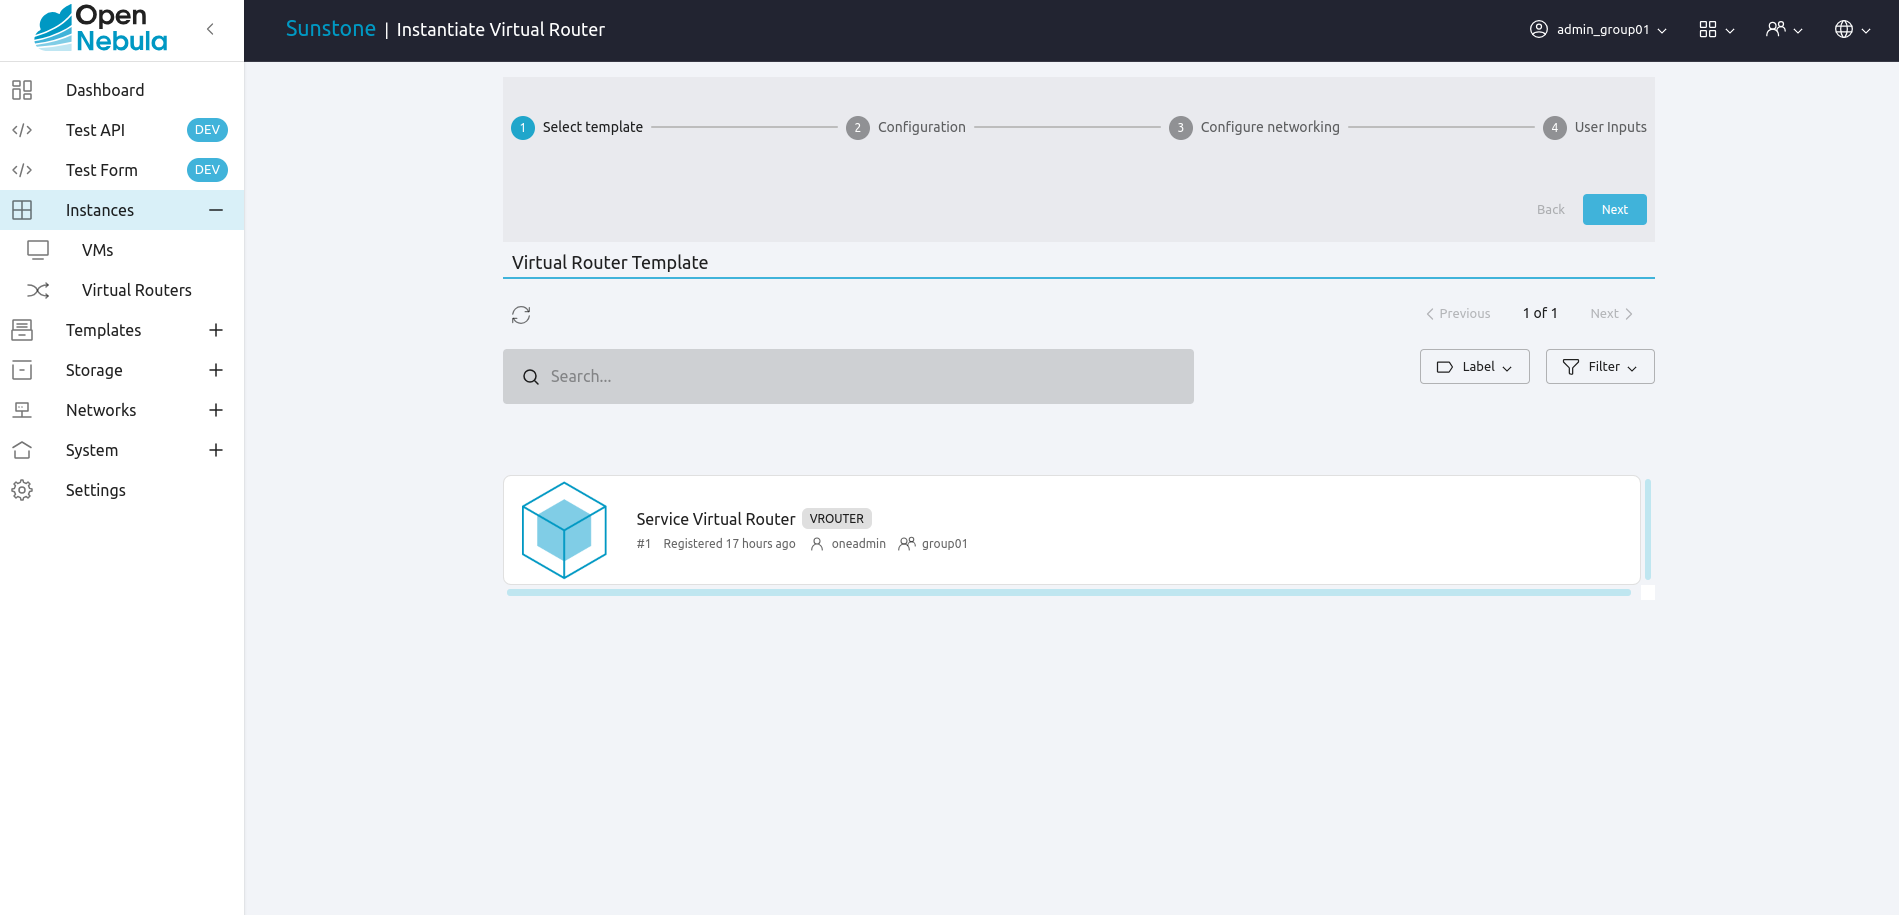 Open
Nebula
Sunstone | Instantiate Virtual Router
admin_group01
Dashboard
Test API DEV
Test Form DEV
Instances
VMs
Virtual Routers
Templates
Storage
Networks
System
Settings
1 Select template
2 Configuration
3 Configure networking
4 User Inputs
Back
Next
Virtual Router Template
Previous
1 of 1
Next
Search...
Label
Filter
Service Virtual Router VROUTER
#1 Registered 17 hours ago oneadmin group01